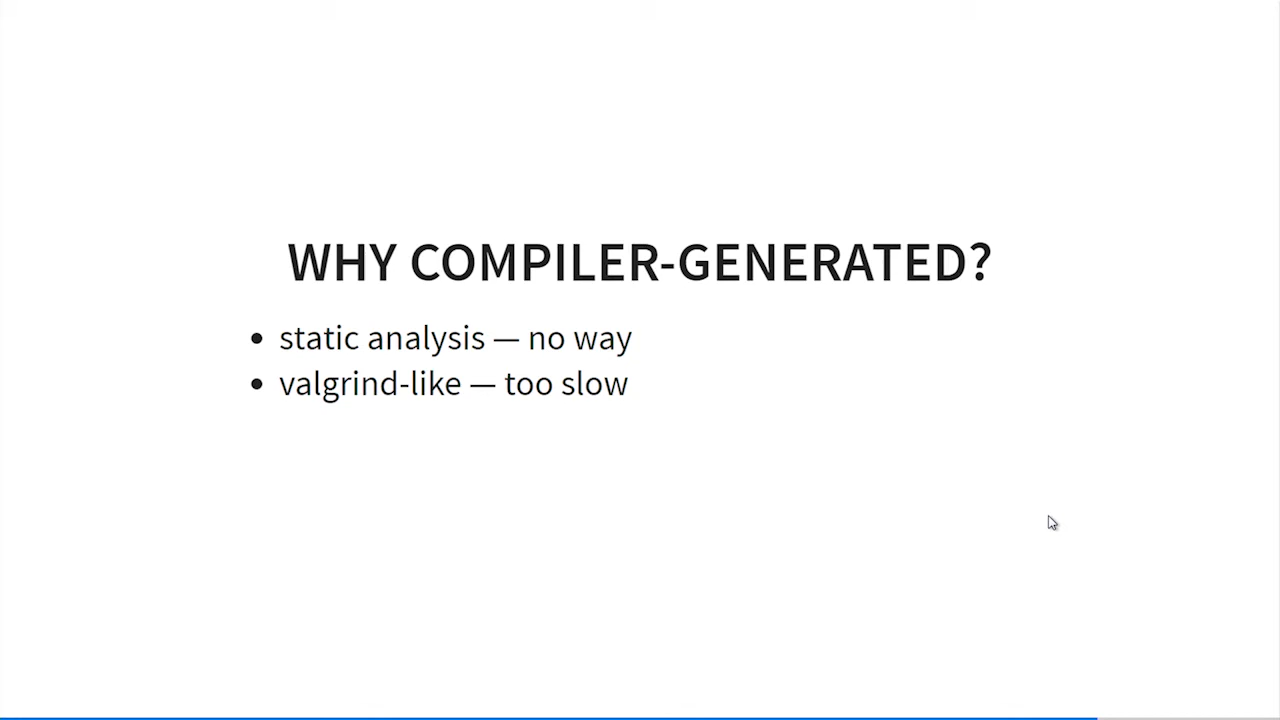 WHY COMPILER-GENERATED?
• static analysis — no way
• valgrind-like — too slow